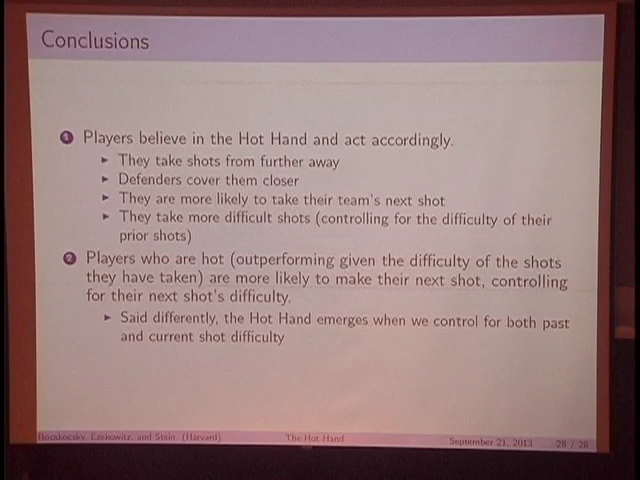 Conclusions
1 Players believe in the Hot Hand and act accordingly.
► They take shots from further away
► Defenders cover them closer
► They are more likely to take their team's next shot
► They take more difficult shots (controlling for the difficulty of their
prior shots)
2 Players who are hot (outperforming given the difficulty of the shots
they have taken) are more likely to make their next shot, controlling
for their next shot's difficulty.
► Said differently, the Hot Hand emerges when we control for both past
and current shot difficulty
Ezekowitz, and Stein (Harvard) The Hot Hand September 21, 2013 28 / 28